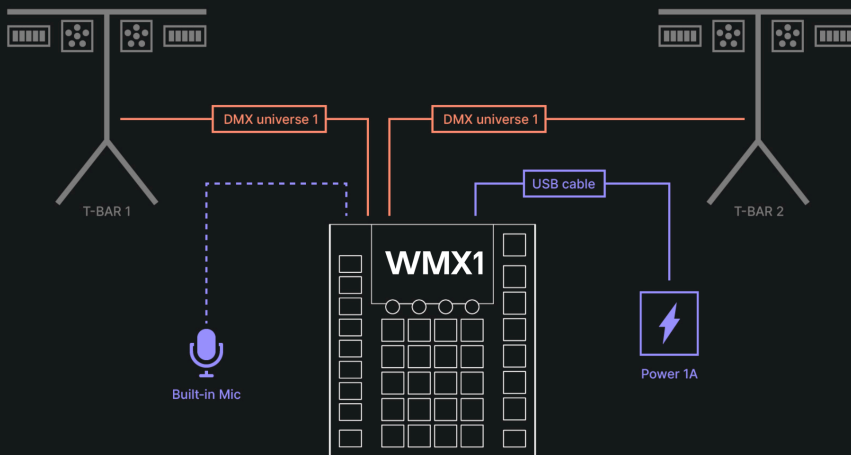 DMX universe 1
DMX universe 1
USB cable
T-BAR 1
T-BAR 2
WMX1
Built-in Mic
Power 1A